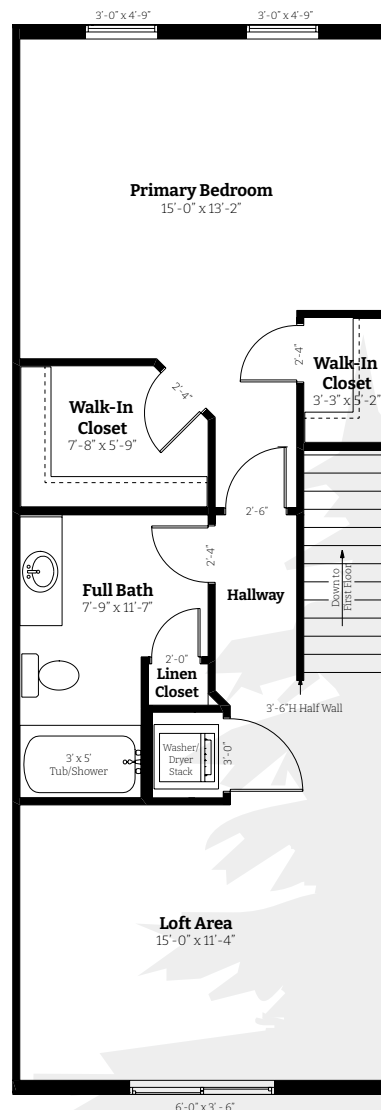 3'-0" x 4'-9"
3'-0" x 4'-9"
Primary Bedroom
15'-0" x 13'-2"
2'-4"
Walk-In
Closet
3'-3" x 5'-2"
2'-4"
Walk-In
Closet
7'-8" x 5'-9"
2'-6"
2'-4"
Full Bath
7'-9" x 11'-7"
Hallway
Down to
First Floor
2'-0"
Linen
Closet
3'-6"H Half Wall
Washer/
Dryer
Stack
3'-0"
3' x 5'
Tub/Shower
Loft Area
15'-0" x 11'-4"
6'-0" x 3' - 6"